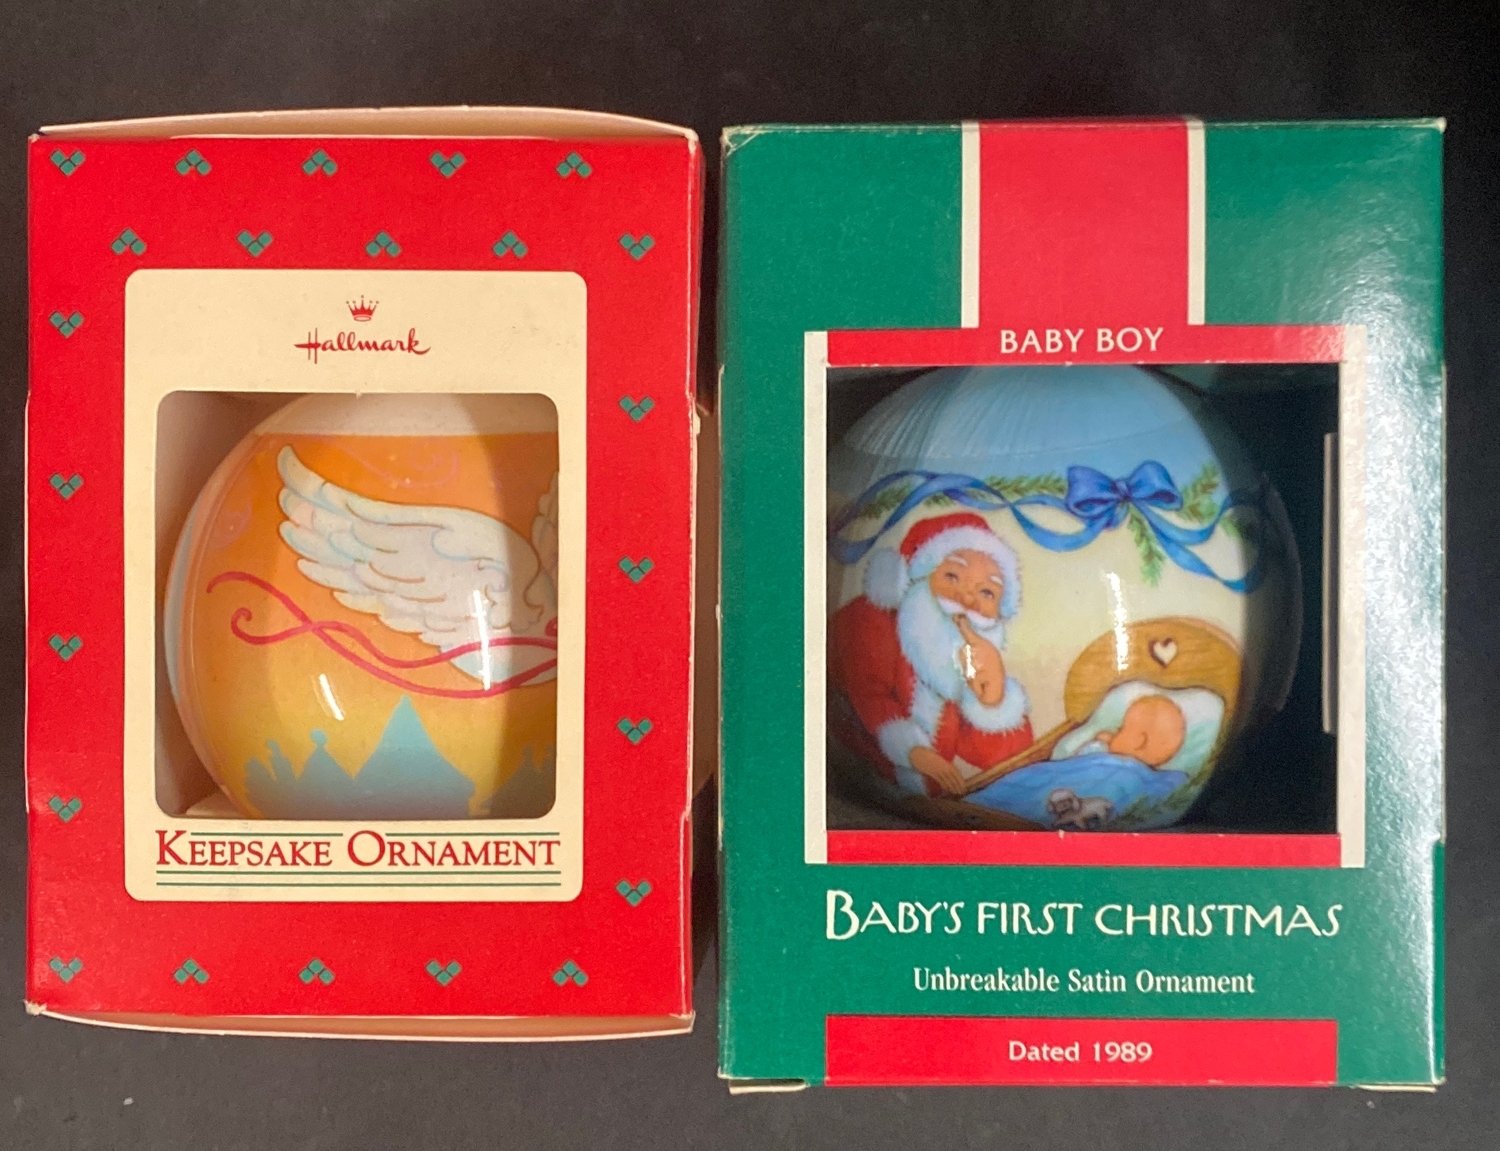 Hallmark
KEEPSAKE ORNAMENT
BABY BOY
BABY'S FIRST CHRISTMAS
Unbreakable Satin Ornament
Dated 1989